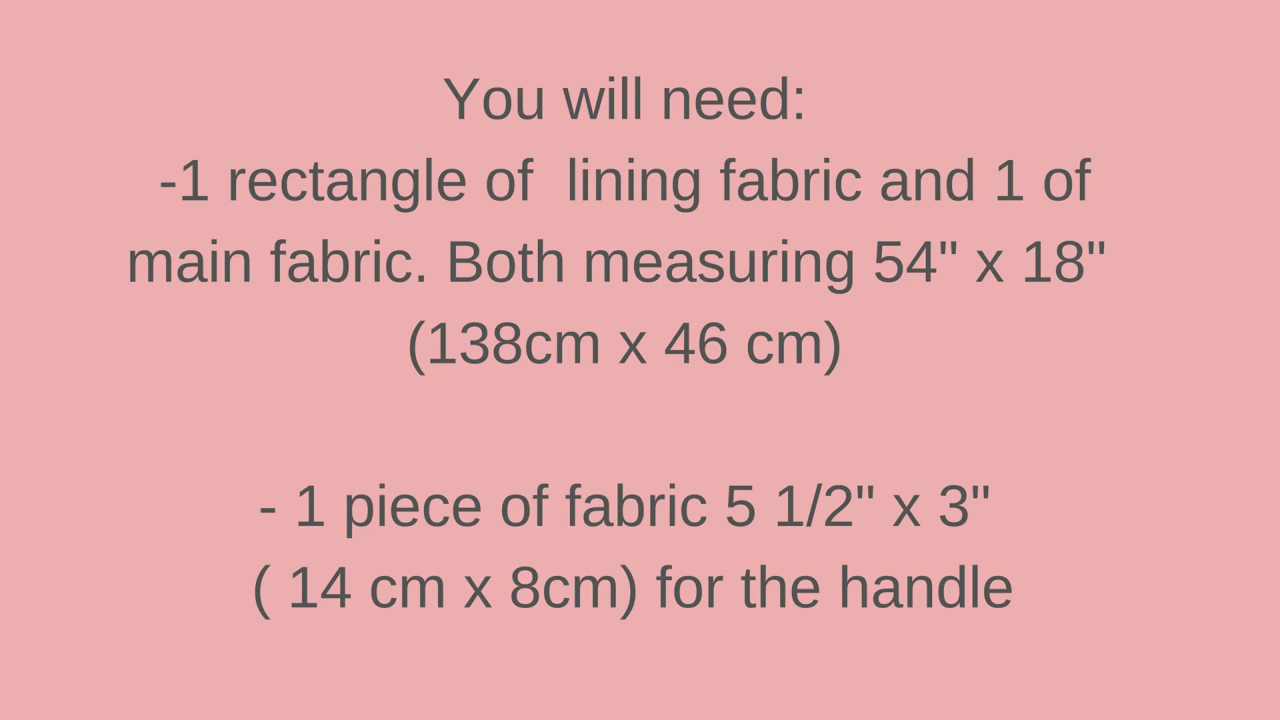 You will need:
-1 rectangle of  lining fabric and 1 of
main fabric. Both measuring 54" x 18"
(138cm x 46 cm)
- 1 piece of fabric 5 1/2" x 3"
( 14 cm x 8cm) for the handle